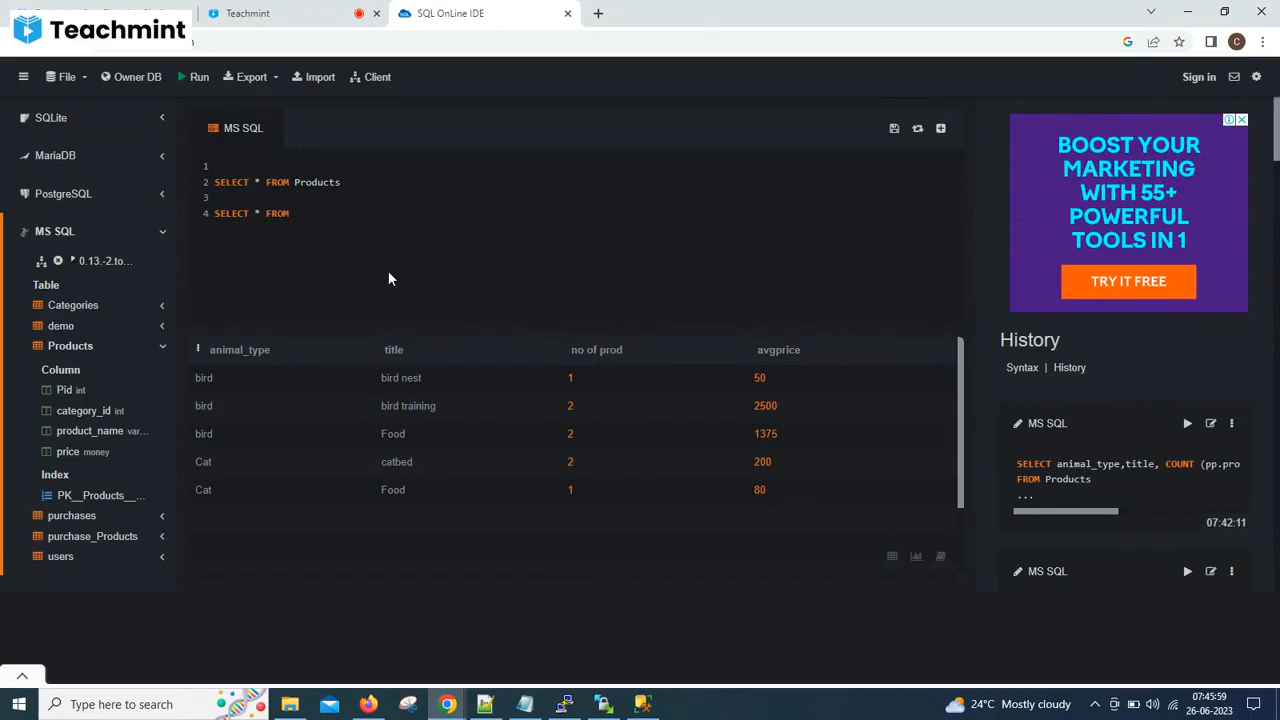 Teachmint
SQL OnLine IDE
Teachmint
File
Owner DB
Run
Export
Import
Client
Sign in
SQLite
MariaDB
PostgreSQL
MS SQL
0.13.-2.to...
Table
Categories
demo
Products
Column
Pid int
category_id int
product_name var...
price money
Index
PK__Products__...
purchases
purchase_Products
users
MS SQL
1
2 SELECT * FROM Products
3
4 SELECT * FROM
animal_type title no of prod avgprice
bird bird nest 1 50
bird bird training 2 2500
bird Food 2 1375
Cat catbed 2 200
Cat Food 1 80
BOOST YOUR
MARKETING
WITH 55+
POWERFUL
TOOLS IN 1
TRY IT FREE
History
Syntax | History
MS SQL
SELECT animal_type,title, COUNT (pp.pro
FROM Products
...
07:42:11
MS SQL
Type here to search
24°C Mostly cloudy
07:45:59
26-06-2023